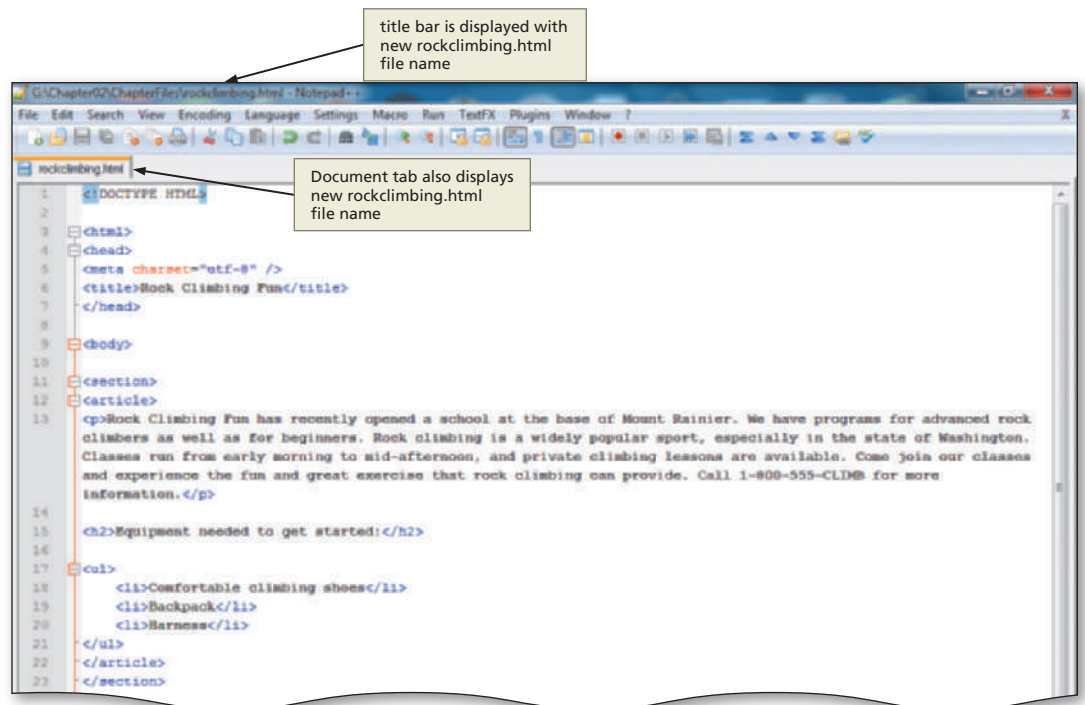 title bar is displayed with
new rockclimbing.html
file name
G:\Chapter02\ChapterFiles\rockclimbing.html - Notepad++
File Edit Search View Encoding Language Settings Macro Run TextFX Plugins Window ? X
rockclimbing.html
Document tab also displays
new rockclimbing.html
file name
1 <!DOCTYPE HTML>
2
3 <html>
4 <head>
5 <meta charset="utf-8" />
6 <title>Rock Climbing Fun</title>
7 </head>
8
9 <body>
10
11 <section>
12 <article>
13 <p>Rock Climbing Fun has recently opened a school at the base of Mount Rainier. We have programs for advanced rock
climbers as well as for beginners. Rock climbing is a widely popular sport, especially in the state of Washington.
Classes run from early morning to mid-afternoon, and private climbing lessons are available. Come join our classes
and experience the fun and great exercise that rock climbing can provide. Call 1-800-555-CLIMB for more
information.</p>
14
15 <h2>Equipment needed to get started:</h2>
16
17 <ul>
18 <li>Comfortable climbing shoes</li>
19 <li>Backpack</li>
20 <li>Harness</li>
21 </ul>
22 </article>
23 </section>